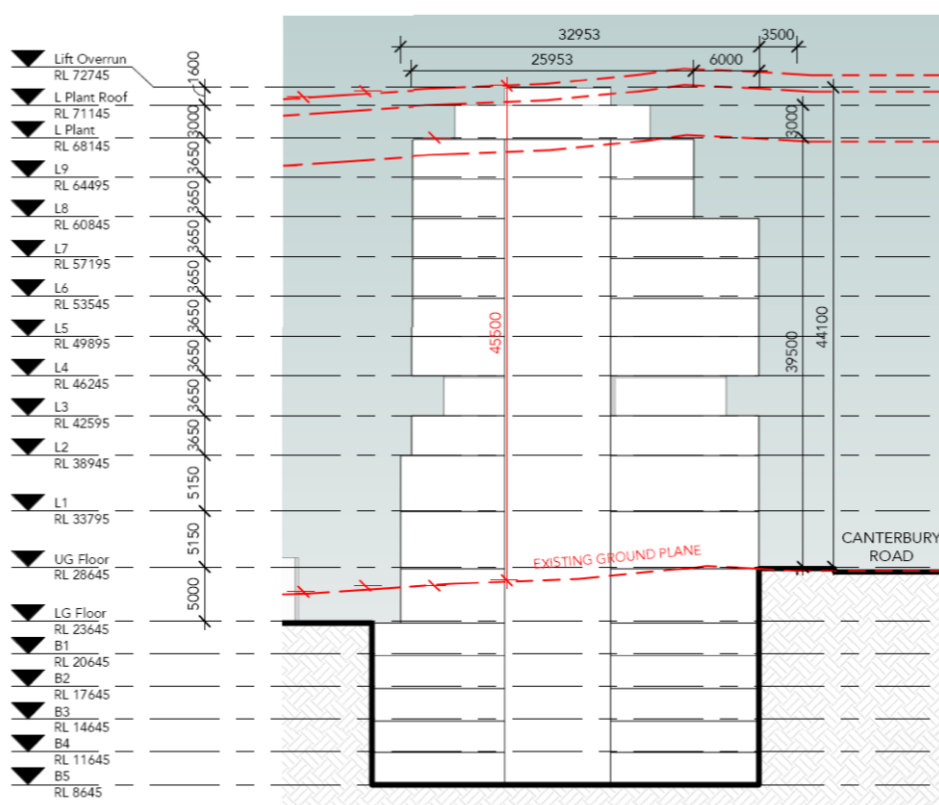 32953
3500
25953
6000
Lift Overrun
RL 72745
1600
L Plant Roof
RL 71145
3000
3000
L Plant
RL 68145
3650
L9
RL 64495
3650
L8
RL 60845
3650
L7
RL 57195
3650
L6
RL 53545
3650
L5
RL 49895
3650
45500
39500
44100
L4
RL 46245
3650
L3
RL 42595
3650
L2
RL 38945
5150
L1
RL 33795
5150
CANTERBURY
ROAD
EXISTING GROUND PLANE
UG Floor
RL 28645
5000
LG Floor
RL 23645
B1
RL 20645
B2
RL 17645
B3
RL 14645
B4
RL 11645
B5
RL 8645